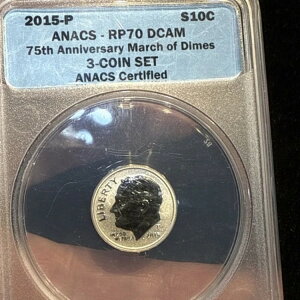 2015-P S10C
ANACS - RP70 DCAM
75th Anniversary March of Dimes
3-COIN SET
ANACS Certified
LIBERTY